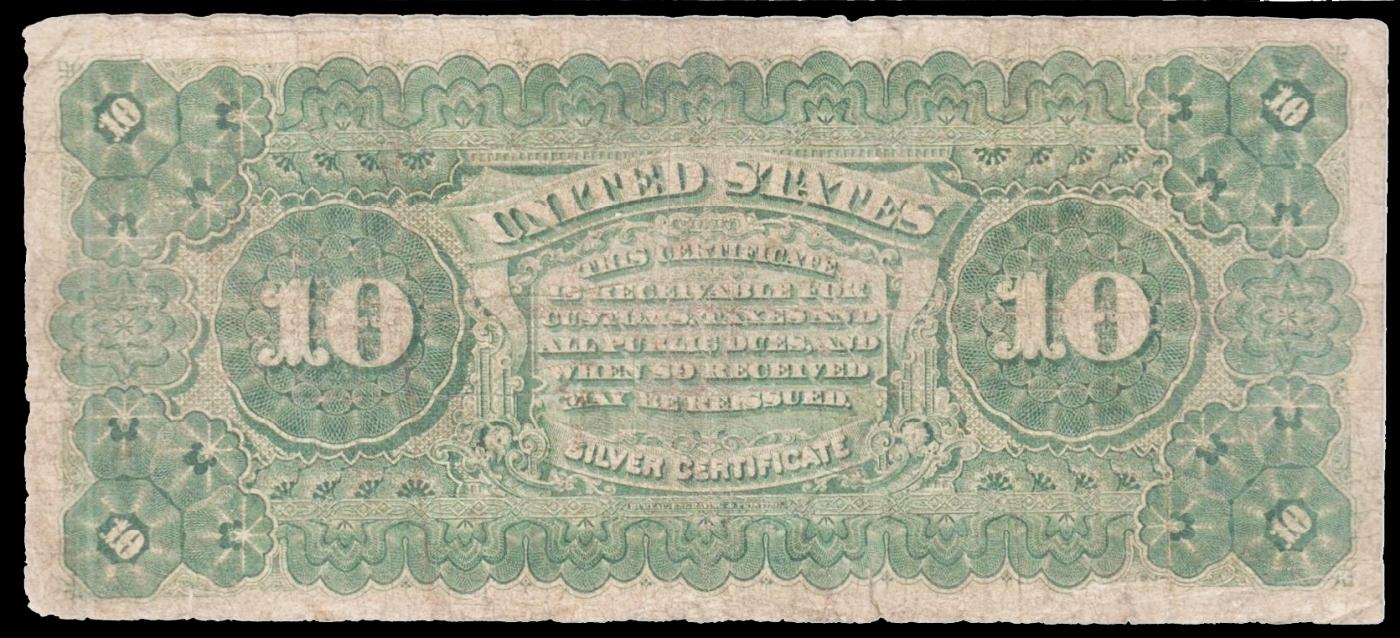 10 10
UNITED STATES
THIS CERTIFICATE
IS RECEIVABLE FOR
CUSTOMS, TAXES AND
ALL PUBLIC DUES, AND
WHEN SO RECEIVED
MAY BE REISSUED.
10 10
SILVER CERTIFICATE
10 10